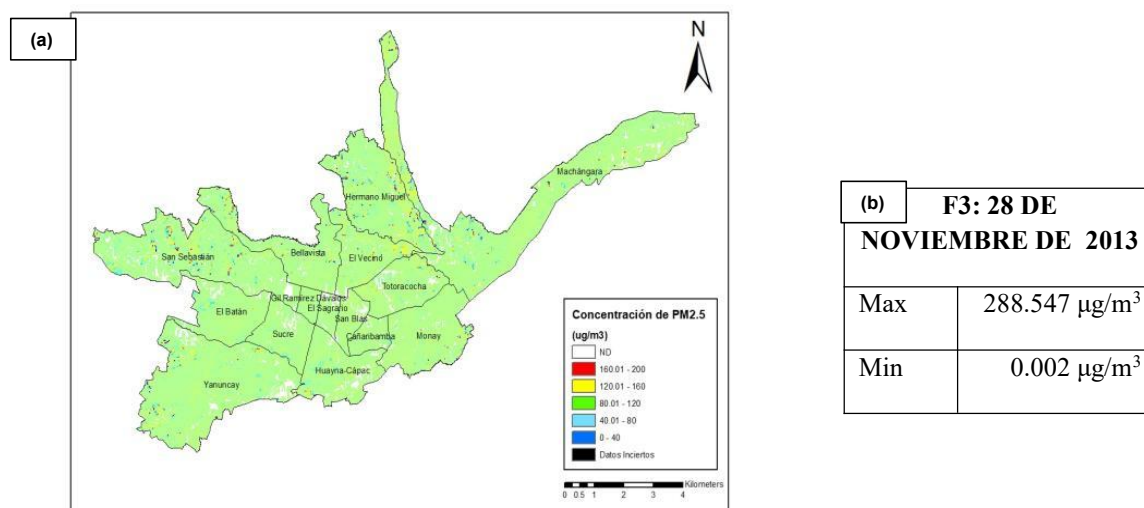 (a)
N
Machángara
Hermano Miguel
San Sebastián
Bellavista
El Vecind
Totoracocha
Gil Ramírez Dávalos
El Sagrario
San Blas
El Batán
Sucre
Cañaribamba
Monay
Yanuncay
Huayna-Cápac
Concentración de PM2.5
(ug/m3)
ND
160.01 - 200
120.01 - 160
80.01 - 120
40.01 - 80
0 - 40
Datos Inciertos
Kilometers
0 0.5 1 2 3 4
(b)
F3: 28 DE
NOVIEMBRE DE 2013
Max 288.547 μg/m³
Min 0.002 μg/m³